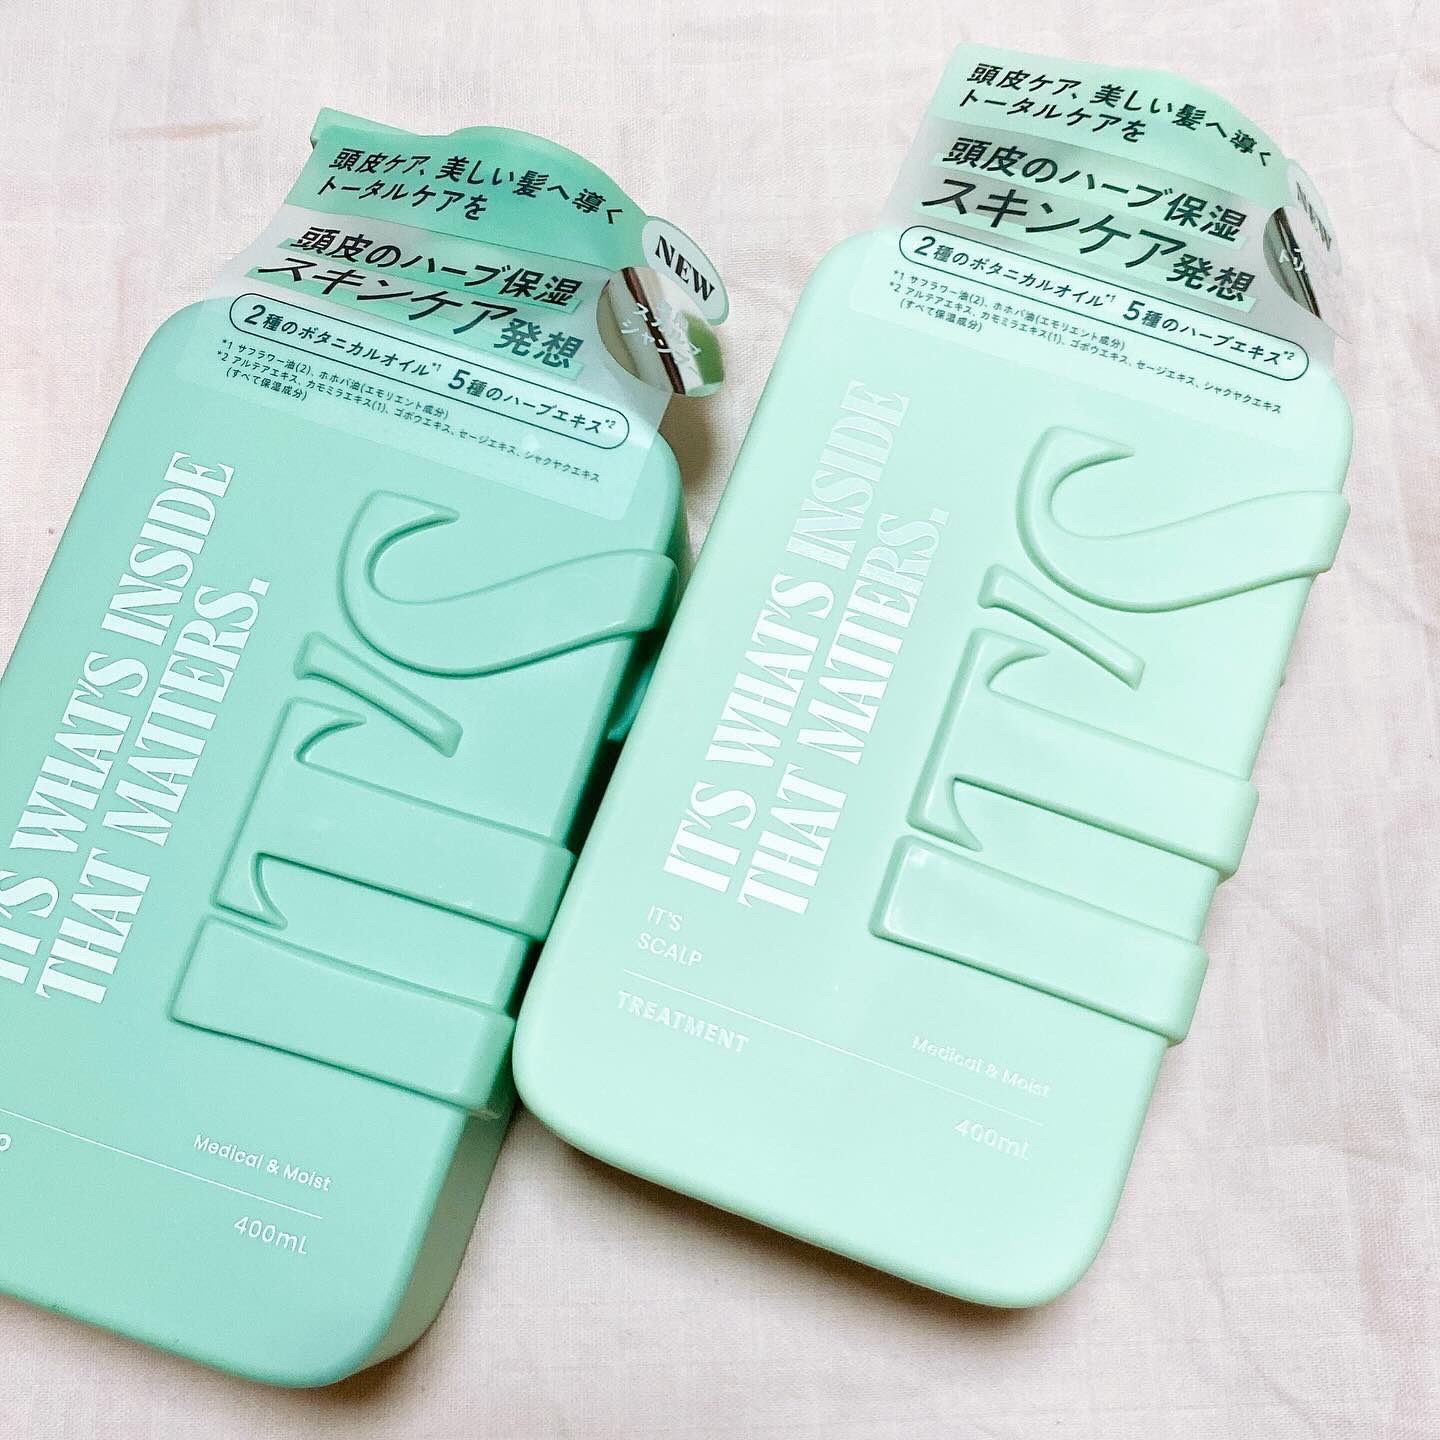 頭皮ケア、美しい髪へ導く
トータルケアを
頭皮のハーブ保湿
スキンケア発想
2種のボタニカルオイル*1 5種のハーブエキス*2
*1 サフラワー油(2)、ホホバ油(エモリエント成分)
*2 アルテアエキス、カモミラエキス(1)、ゴボウエキス、セージエキス、シャクヤクエキス
(すべて保湿成分)
NEW
IT'S WHAT'S INSIDE
THAT MATTERS.
IT'S
Medical & Moist
400mL
頭皮ケア、美しい髪へ導く
トータルケアを
頭皮のハーブ保湿
スキンケア発想
2種のボタニカルオイル*1 5種のハーブエキス*2
*1 サフラワー油(2)、ホホバ油(エモリエント成分)
*2 アルテアエキス、カモミラエキス(1)、ゴボウエキス、セージエキス、シャクヤクエキス
(すべて保湿成分)
NEW
IT'S WHAT'S INSIDE
THAT MATTERS.
IT'S
IT'S
SCALP
TREATMENT
Medical & Moist
400mL